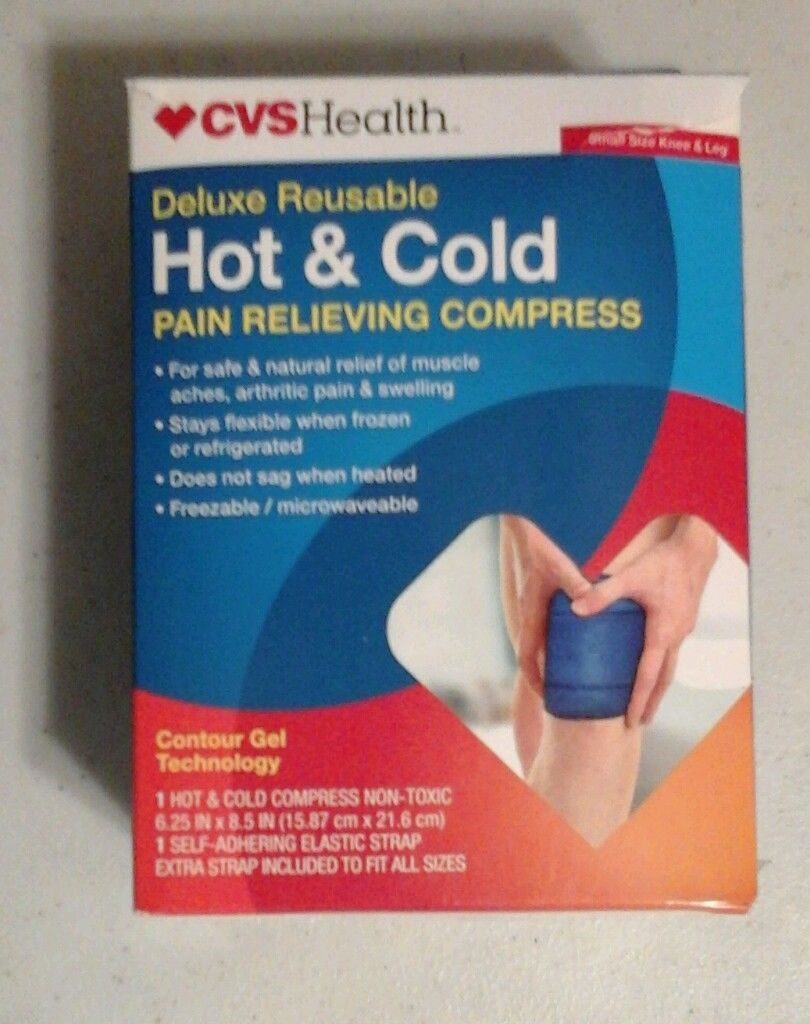 CVSHealth
Small Size Knee & Leg
Deluxe Reusable
Hot & Cold
PAIN RELIEVING COMPRESS
• For safe & natural relief of muscle
aches, arthritic pain & swelling
• Stays flexible when frozen
or refrigerated
• Does not sag when heated
• Freezable / microwaveable
Contour Gel
Technology
1 HOT & COLD COMPRESS NON-TOXIC
6.25 IN x 8.5 IN (15.87 cm x 21.6 cm)
1 SELF-ADHERING ELASTIC STRAP
EXTRA STRAP INCLUDED TO FIT ALL SIZES